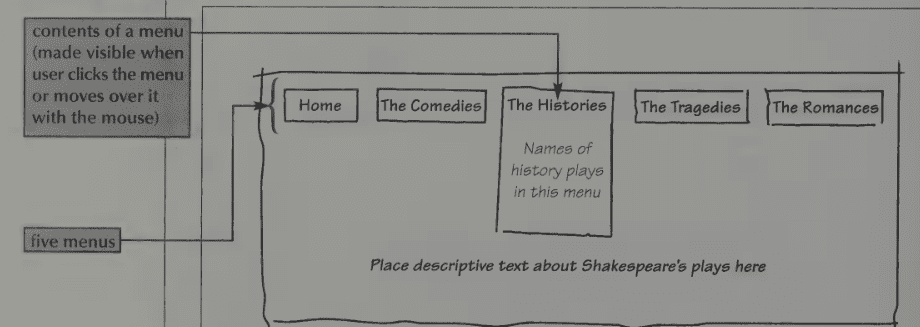 contents of a menu
(made visible when
user clicks the menu
or moves over it
with the mouse)
Home
The Comedies
The Histories
The Tragedies
The Romances
Names of
history plays
in this menu
five menus
Place descriptive text about Shakespeare's plays here